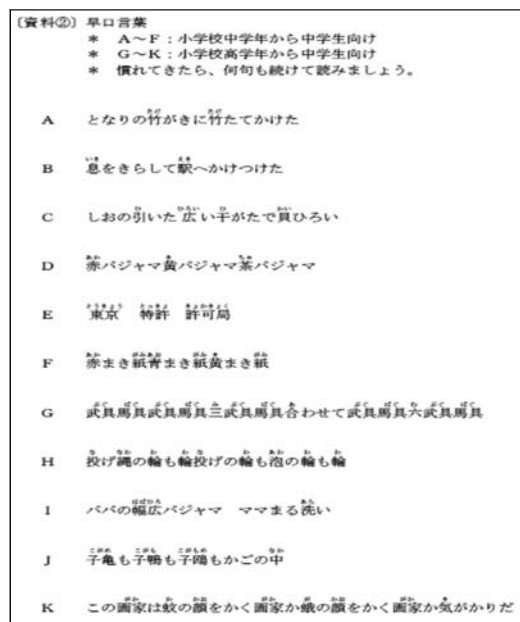 〔資料②〕 早口言葉
* A~F:小学校中学年から中学生向け
* G~K:小学校高学年から中学生向け
* 慣れてきたら、何句も続けて読みましょう。
A となりの竹がきに竹たてかけた
B 息をきらして駅へかけつけた
C しおの引いた広い干がたで貝ひろい
D 赤パジャマ黄パジャマ茶パジャマ
E 東京 特許 許可局
F 赤まき紙青まき紙黄まき紙
G 武具馬具武具馬具三武具馬具合わせて武具馬具六武具馬具
H 投げ縄の輪も輪投げの輪も泡の輪も輪
I パパの幅広パジャマ ママまる洗い
J 子亀も子鴨も子鴎もかごの中
K この画家は蚊の顔をかく画家か蛾の顔をかく画家か気がかりだ